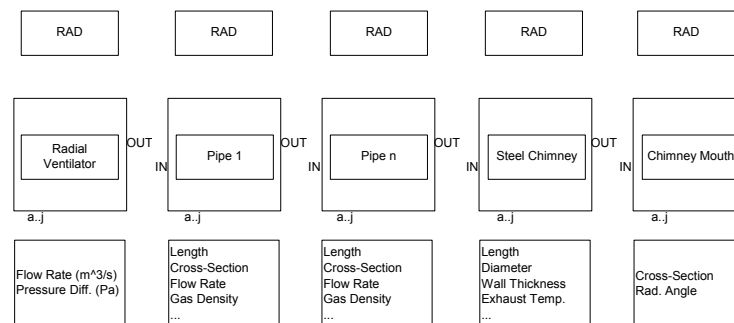 RAD
RAD
RAD
RAD
RAD
Radial
Ventilator
OUT
IN
Pipe 1
OUT
IN
Pipe n
OUT
IN
Steel Chimney
OUT
IN
Chimney Mouth
a..j
a..j
a..j
a..j
a..j
Flow Rate (m^3/s)
Pressure Diff. (Pa)
Length
Cross-Section
Flow Rate
Gas Density
...
Length
Cross-Section
Flow Rate
Gas Density
...
Length
Diameter
Wall Thickness
Exhaust Temp.
...
Cross-Section
Rad. Angle